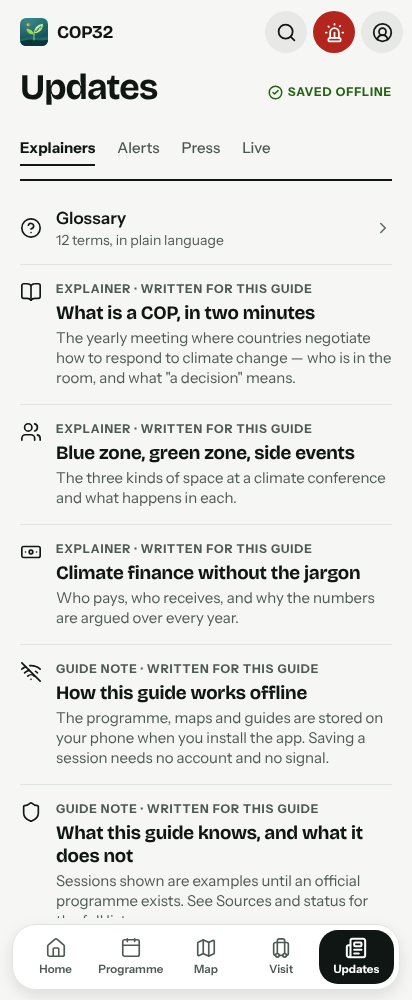 COP32
Updates
SAVED OFFLINE
Explainers
Alerts
Press
Live
Glossary
12 terms, in plain language
EXPLAINER · WRITTEN FOR THIS GUIDE
What is a COP, in two minutes
The yearly meeting where countries negotiate
how to respond to climate change — who is in the
room, and what "a decision" means.
EXPLAINER · WRITTEN FOR THIS GUIDE
Blue zone, green zone, side events
The three kinds of space at a climate conference
and what happens in each.
EXPLAINER · WRITTEN FOR THIS GUIDE
Climate finance without the jargon
Who pays, who receives, and why the numbers
are argued over every year.
GUIDE NOTE · WRITTEN FOR THIS GUIDE
How this guide works offline
The programme, maps and guides are stored on
your phone when you install the app. Saving a
session needs no account and no signal.
GUIDE NOTE · WRITTEN FOR THIS GUIDE
What this guide knows, and what it
does not
Sessions shown are examples until an official
programme exists. See Sources and status for
Home
Programme
Map
Visit
Updates